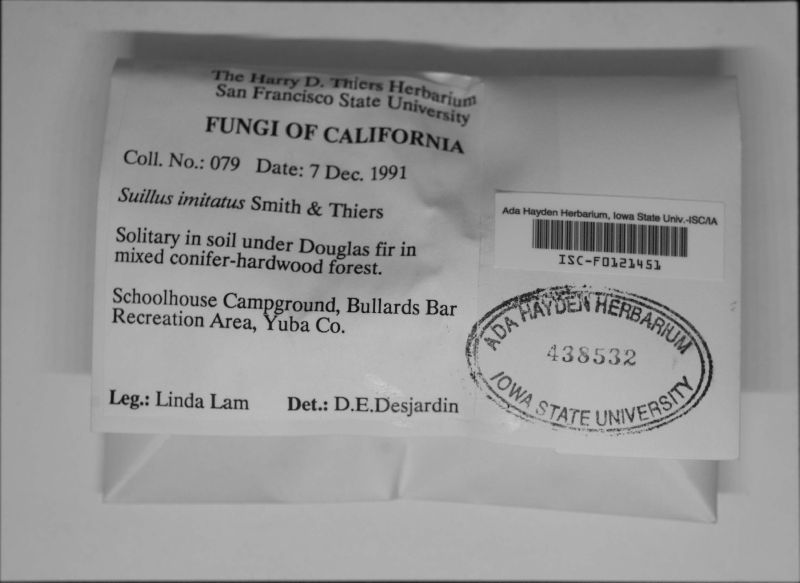 The Harry D. Thiers Herbarium
San Francisco State University
FUNGI OF CALIFORNIA
Coll. No.: 079 Date: 7 Dec. 1991
Suillus imitatus Smith & Thiers
Solitary in soil under Douglas fir in
mixed conifer-hardwood forest.
Schoolhouse Campground, Bullards Bar
Recreation Area, Yuba Co.
Leg.: Linda Lam Det.: D.E.Desjardin
Ada Hayden Herbarium, Iowa State Univ.-ISC/IA
ISC-F0121451
ADA HAYDEN HERBARIUM
438532
IOWA STATE UNIVERSITY